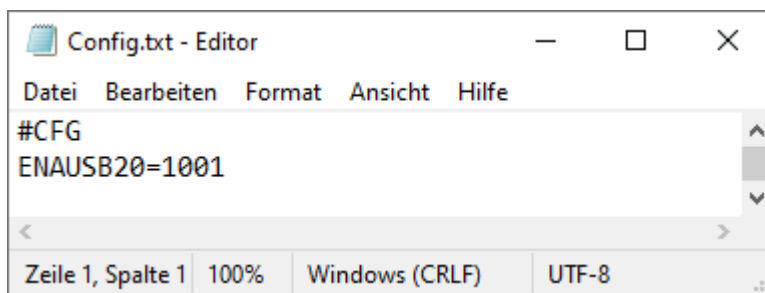 Config.txt - Editor
Datei Bearbeiten Format Ansicht Hilfe
#CFG
ENAUSB20=1001
Zeile 1, Spalte 1 100% Windows (CRLF) UTF-8